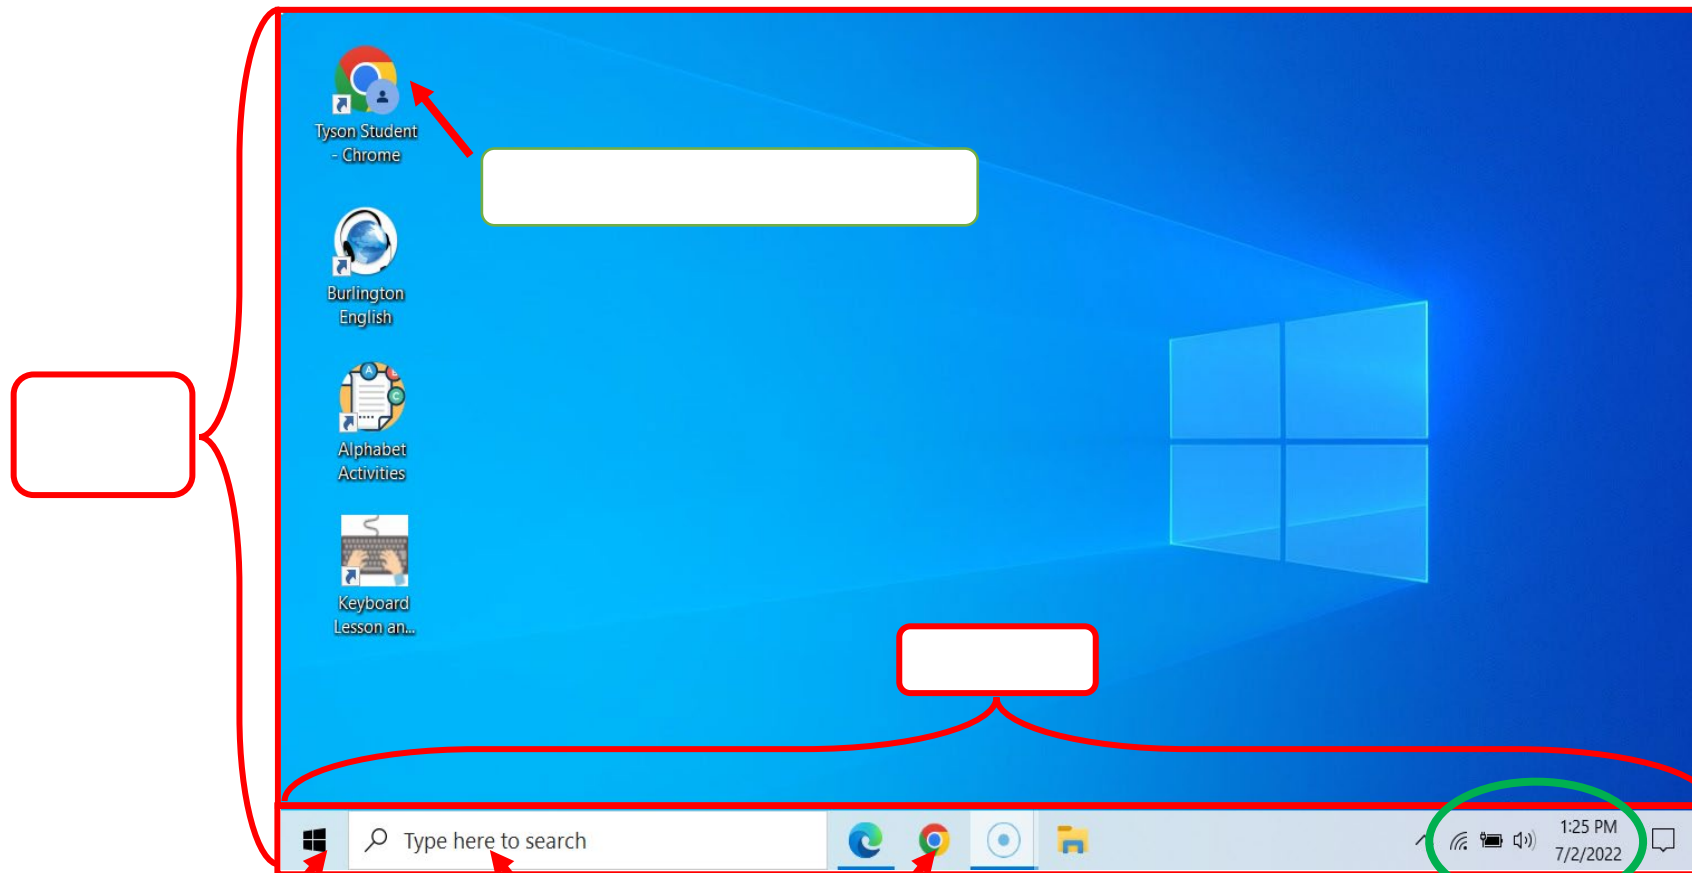 Tyson Student
- Chrome
Burlington
English
Alphabet
Activities
Keyboard
Lesson an...
Type here to search
1:25 PM
7/2/2022